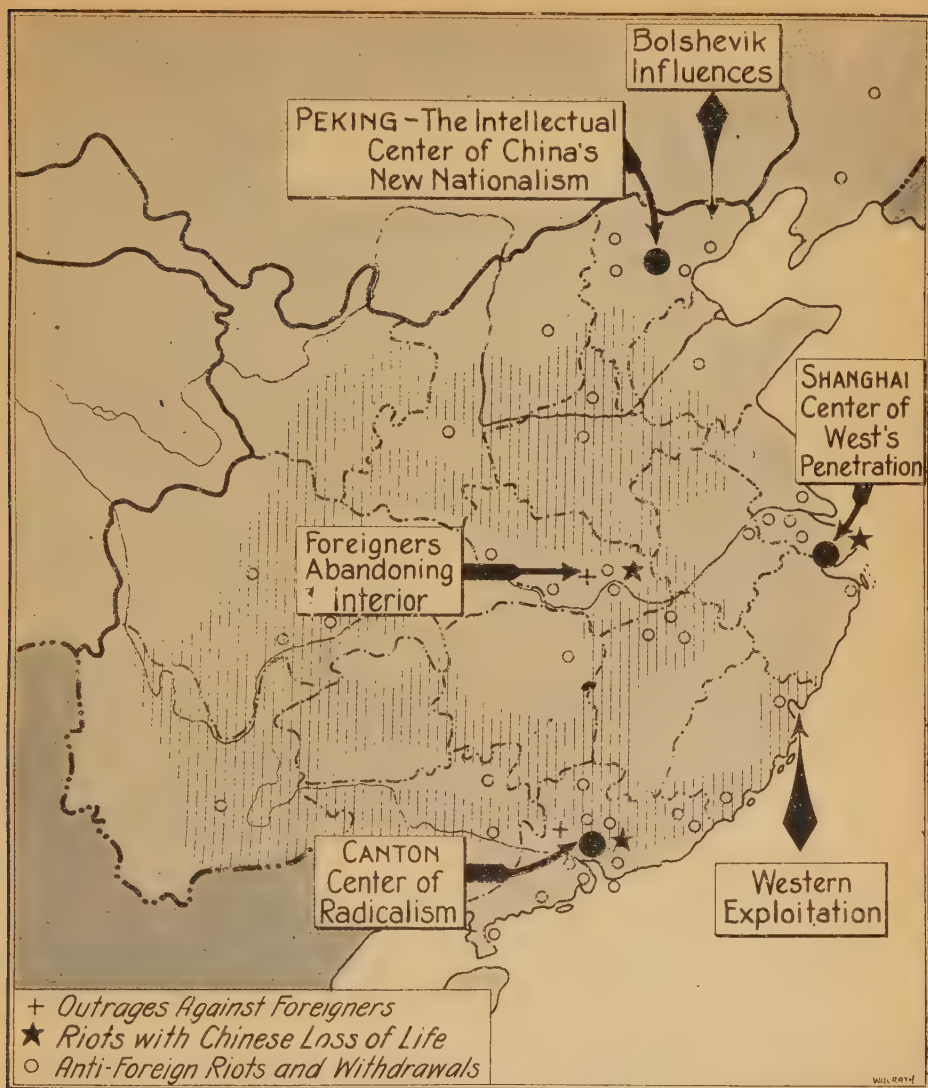 Bolshevik
Influences
PEKING – The Intellectual
Center of China's
New Nationalism
SHANGHAI
Center of
West's
Penetration
Foreigners
Abandoning
Interior
CANTON
Center of
Radicalism
Western
Exploitation
+ Outrages Against Foreigners
★ Riots with Chinese Loss of Life
○ Anti-Foreign Riots and Withdrawals